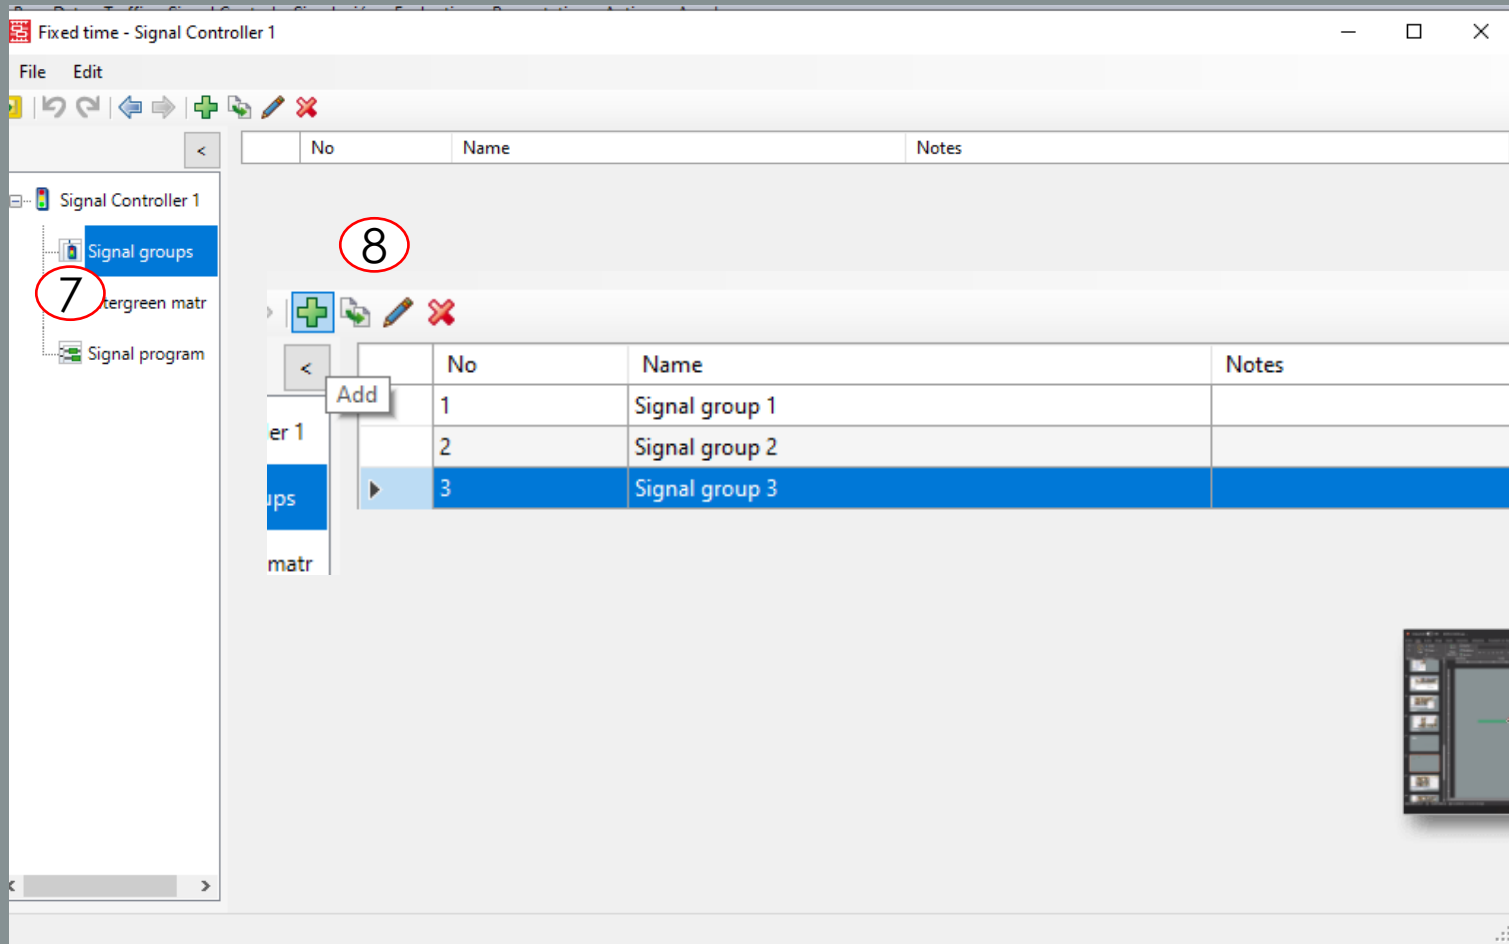 Fixed time - Signal Controller 1
File Edit
<
No Name Notes
Signal Controller 1
Signal groups
8
7
tergreen matr
Signal program
<
No Name Notes
Add
1 Signal group 1
er 1
2 Signal group 2
3 Signal group 3
ups
matr